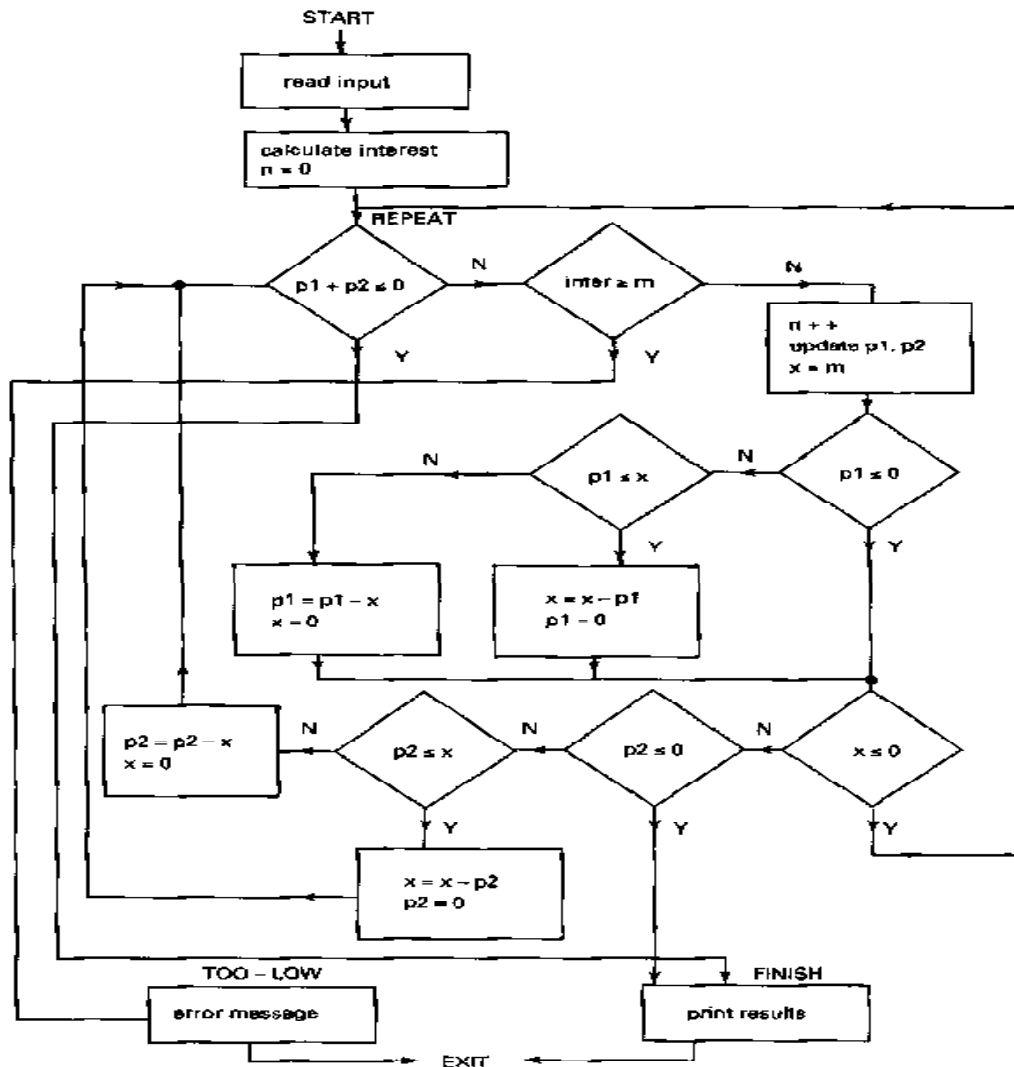 START
read input
calculate interest
n = 0
REPEAT
p1 + p2 ≤ 0
N
inter ≥ m
N
n + +
update p1, p2
x = m
Y
Y
p1 ≤ 0
N
p1 ≤ x
N
Y
Y
p1 = p1 – x
x = 0
x = x – p1
p1 = 0
x ≤ 0
N
p2 ≤ 0
N
p2 ≤ x
N
p2 = p2 – x
x = 0
Y
Y
Y
x = x – p2
p2 = 0
TOO – LOW
FINISH
error message
print results
EXIT